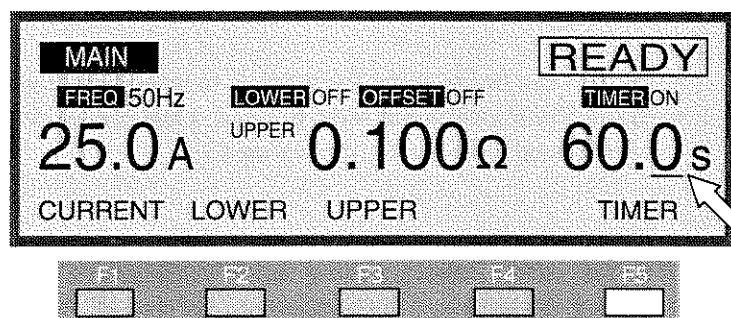 MAIN READY
FREQ 50Hz LOWER OFF OFFSET OFF TIMER ON
25.0 A UPPER 0.100 Ω 60.0 s
CURRENT LOWER UPPER TIMER
F1 F2 F3 F4 F5